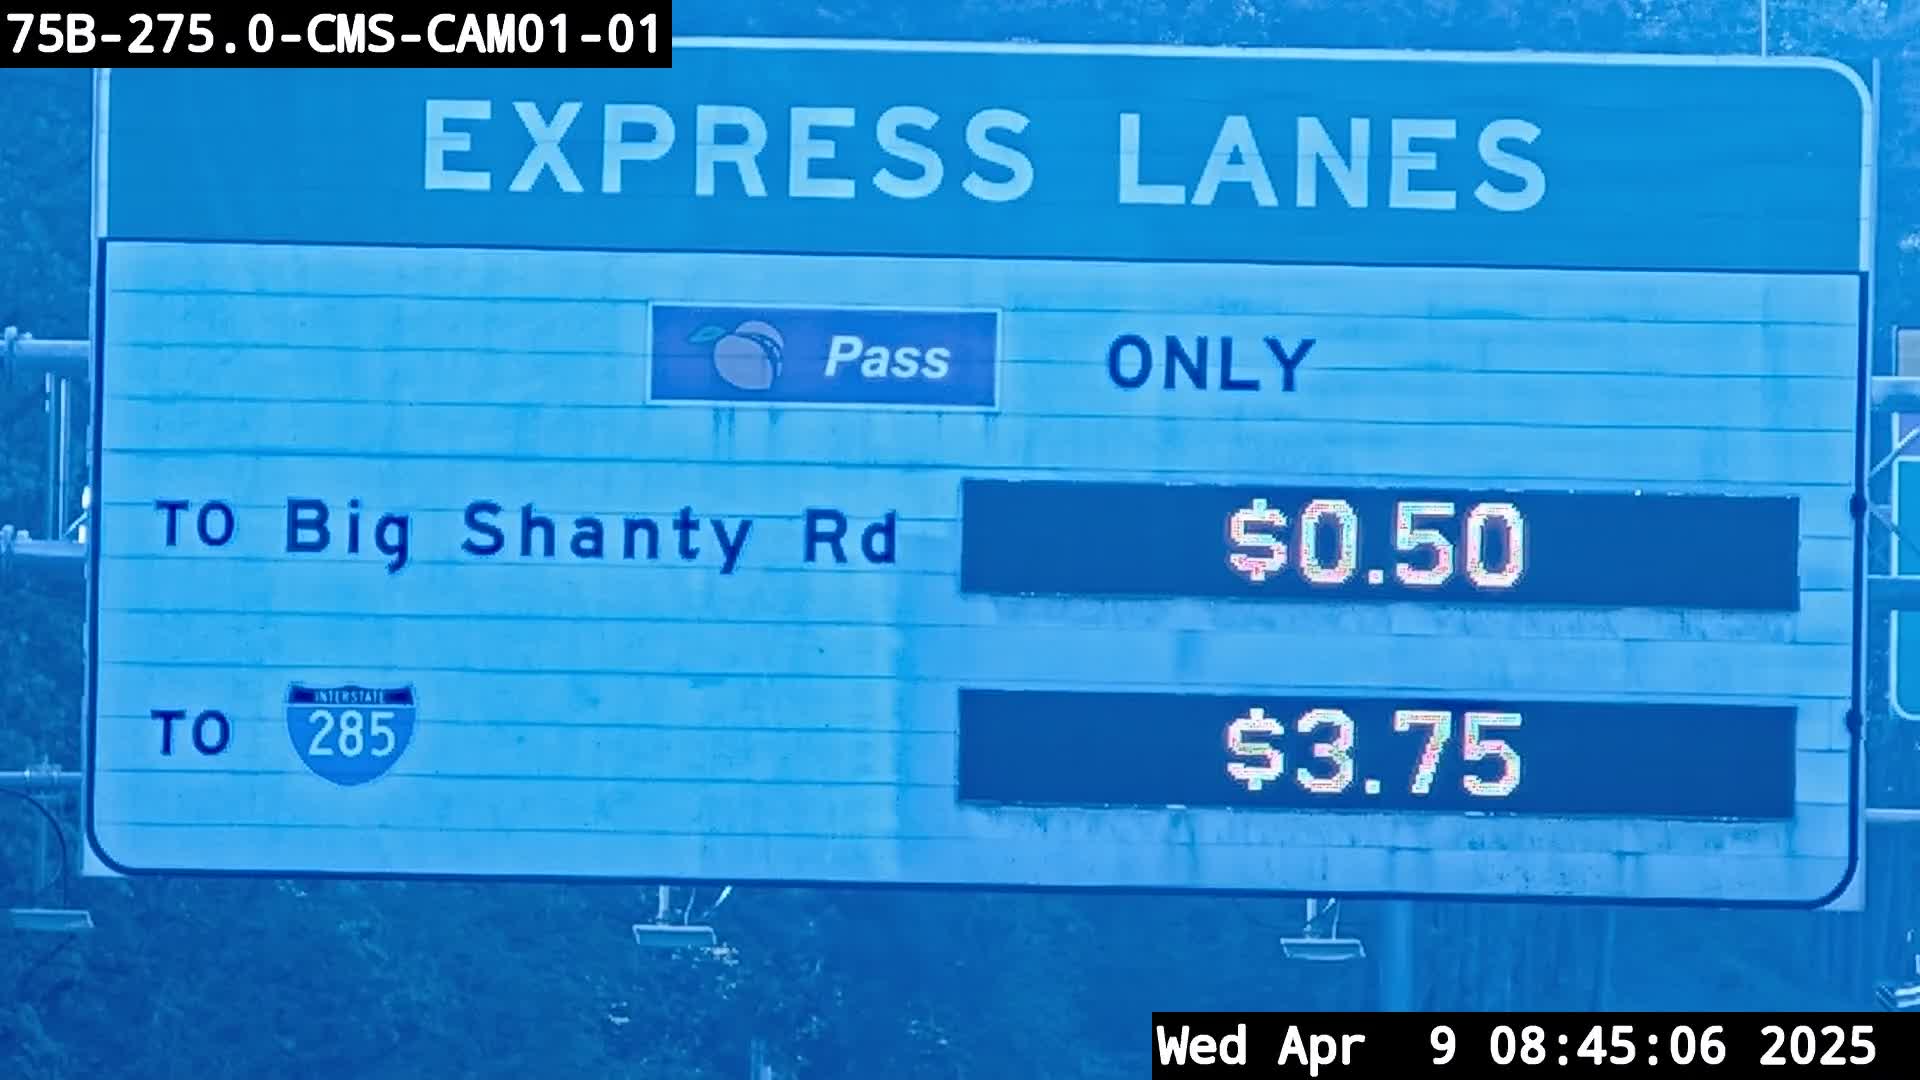 75B-275.0-CMS-CAM01-01
EXPRESS LANES
Pass ONLY
TO Big Shanty Rd $0.50
INTERSTATE
TO 285 $3.75
Wed Apr 9 08:45:06 2025